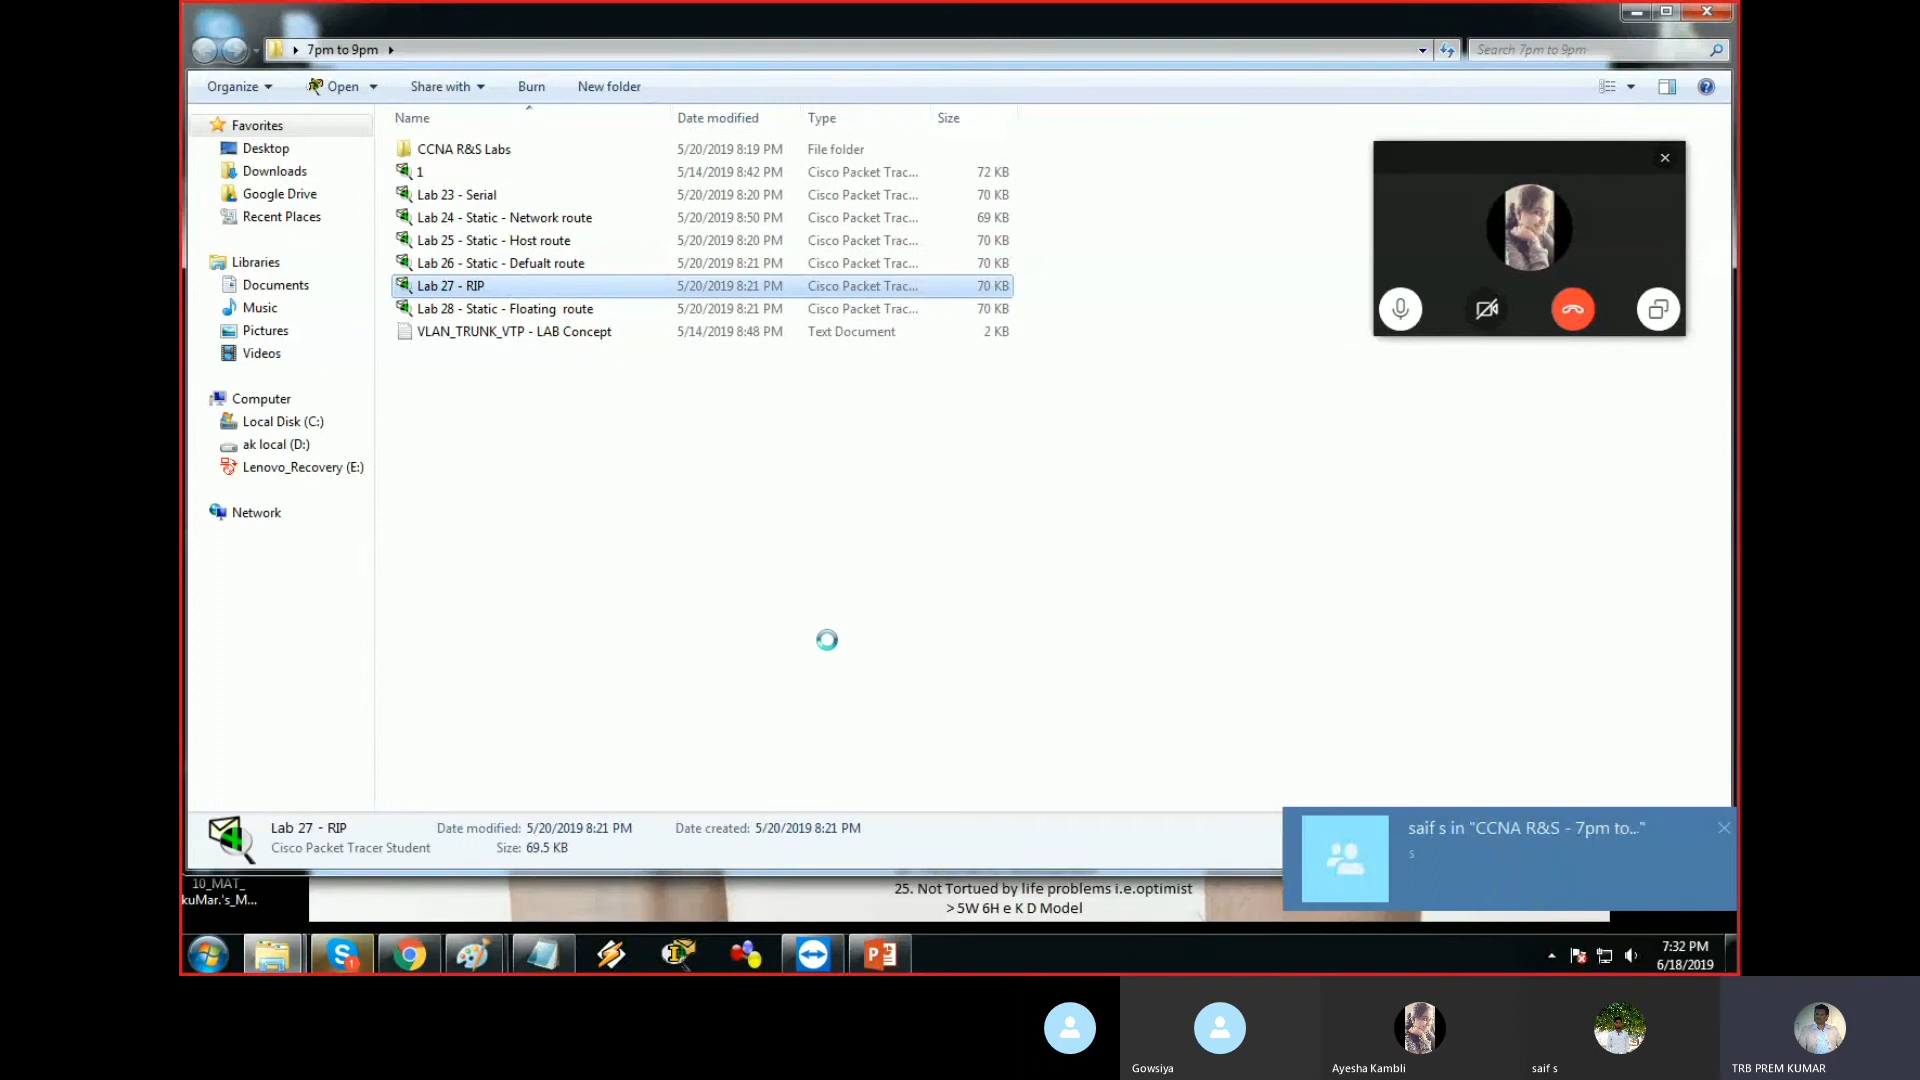 7pm to 9pm
Search 7pm to 9pm
Organize Open Share with Burn New folder
Name Date modified Type Size
Favorites
Desktop
Downloads
Google Drive
Recent Places
Libraries
Documents
Music
Pictures
Videos
Computer
Local Disk (C:)
ak local (D:)
Lenovo_Recovery (E:)
Network
CCNA R&S Labs 5/20/2019 8:19 PM File folder
1 5/14/2019 8:42 PM Cisco Packet Trac... 72 KB
Lab 23 - Serial 5/20/2019 8:20 PM Cisco Packet Trac... 70 KB
Lab 24 - Static - Network route 5/20/2019 8:50 PM Cisco Packet Trac... 69 KB
Lab 25 - Static - Host route 5/20/2019 8:20 PM Cisco Packet Trac... 70 KB
Lab 26 - Static - Defualt route 5/20/2019 8:21 PM Cisco Packet Trac... 70 KB
Lab 27 - RIP 5/20/2019 8:21 PM Cisco Packet Trac... 70 KB
Lab 28 - Static - Floating route 5/20/2019 8:21 PM Cisco Packet Trac... 70 KB
VLAN_TRUNK_VTP - LAB Concept 5/14/2019 8:48 PM Text Document 2 KB
Lab 27 - RIP Date modified: 5/20/2019 8:21 PM Date created: 5/20/2019 8:21 PM
Cisco Packet Tracer Student Size: 69.5 KB
saif s in "CCNA R&S - 7pm to..."
s
10_MAT_
kuMar.'s_M...
25. Not Tortued by life problems i.e.optimist
> 5W 6H e K D Model
7:32 PM
6/18/2019
Gowsiya
Ayesha Kambli
saif s
TRB PREM KUMAR